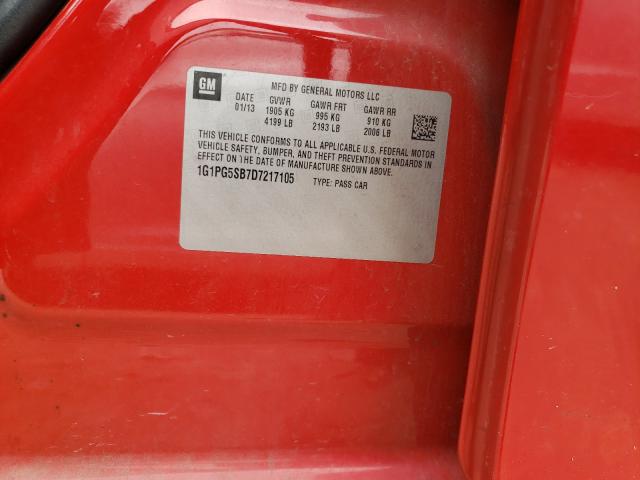 GM
MFD BY GENERAL MOTORS LLC
DATE GVWR GAWR FRT GAWR RR
01/13 1905 KG 995 KG 910 KG
4199 LB 2193 LB 2006 LB
THIS VEHICLE CONFORMS TO ALL APPLICABLE U.S. FEDERAL MOTOR
VEHICLE SAFETY, BUMPER, AND THEFT PREVENTION STANDARDS IN
EFFECT ON THE DATE OF MANUFACTURE SHOWN ABOVE.
1G1PG5SB7D7217105 TYPE: PASS CAR